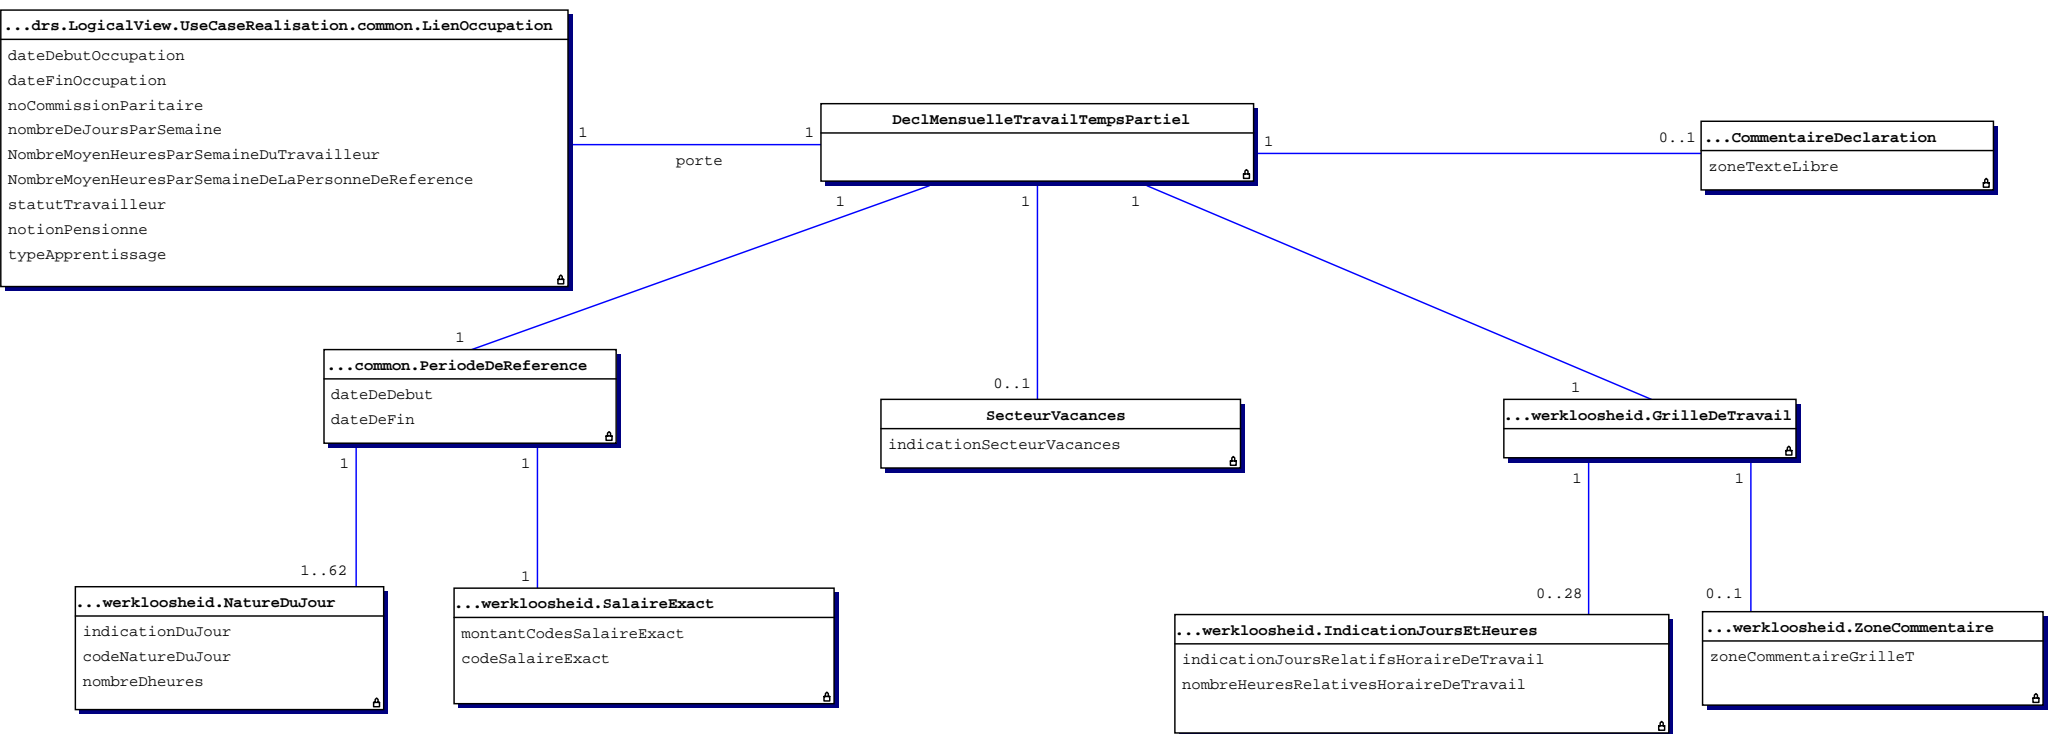 ...drs.LogicalView.UseCaseRealisation.common.LienOccupation
dateDebutOccupation
dateFinOccupation
noCommissionParitaire
nombreDeJoursParSemaine
NombreMoyenHeuresParSemaineDuTravailleur
NombreMoyenHeuresParSemaineDeLaPersonneDeReference
statutTravailleur
notionPensionne
typeApprentissage
1
porte
1
DeclMensuelleTravailTempsPartiel
1
0..1
...CommentaireDeclaration
zoneTexteLibre
1
1
1
1
...common.PeriodeDeReference
dateDeDebut
dateDeFin
0..1
SecteurVacances
indicationSecteurVacances
1
...werkloosheid.GrilleDeTravail
1
1
1
1
1..62
...werkloosheid.NatureDuJour
indicationDuJour
codeNatureDuJour
nombreDheures
1
...werkloosheid.SalaireExact
montantCodesSalaireExact
codeSalaireExact
0..28
...werkloosheid.IndicationJoursEtHeures
indicationJoursRelatifsHoraireDeTravail
nombreHeuresRelativesHoraireDeTravail
0..1
...werkloosheid.ZoneCommentaire
zoneCommentaireGrilleT